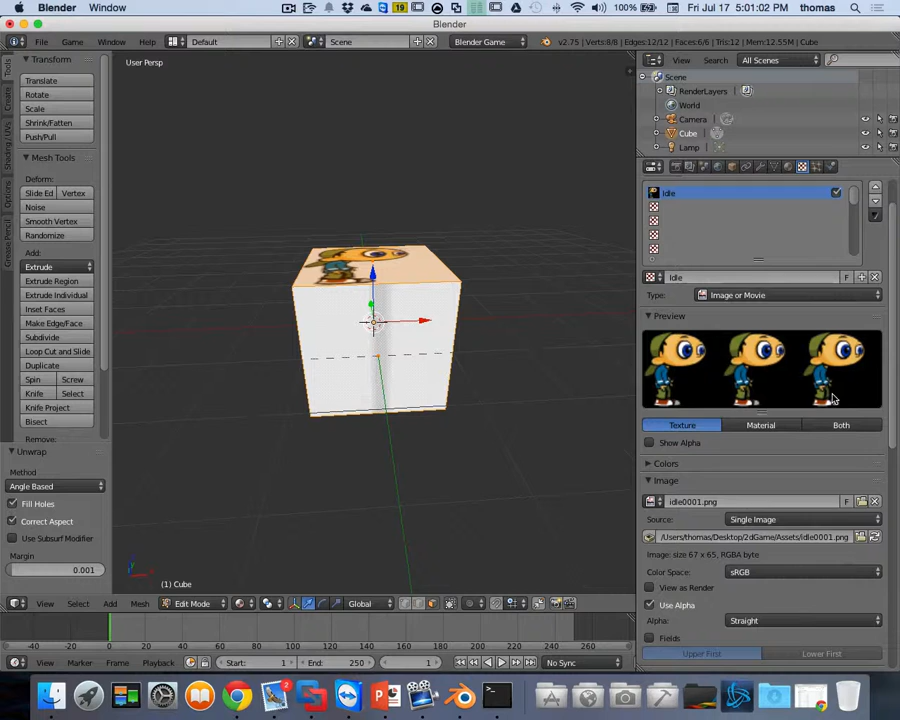 Blender Window 19 100% Fri Jul 17 5:01:02 PM thomas
Blender
File Game Window Help Default Scene Blender Game v2.75 | Verts:8/8 | Edges:12/12 | Faces:6/6 | Tris:12 | Mem:12.55M | Cube
Tools
Create
Shading / UVs
Options
Grease Pencil
Transform
Translate
Rotate
Scale
Shrink/Fatten
Push/Pull
Mesh Tools
Deform:
Slide Ed Vertex
Noise
Smooth Vertex
Randomize
Add:
Extrude
Extrude Region
Extrude Individual
Inset Faces
Make Edge/Face
Subdivide
Loop Cut and Slide
Duplicate
Spin Screw
Knife Select
Knife Project
Bisect
Remove:
Unwrap
Method
Angle Based
Fill Holes
Correct Aspect
Use Subsurf Modifier
Margin
0.001
User Persp
(1) Cube
View Select Add Mesh Edit Mode Global
0 20 40 60 80 100 120 140 160 180 200 220 240 260
View Marker Frame Playback Start: 1 End: 250 1 No Sync
View Search All Scenes
Scene
RenderLayers
World
Camera
Cube
Lamp
Idle
Idle F
Type: Image or Movie
Preview
Texture Material Both
Show Alpha
Colors
Image
idle0001.png F
Source: Single Image
/Users/thomas/Desktop/2dGame/Assets/idle0001.png
Image: size 67 x 65, RGBA byte
Color Space: sRGB
View as Render
Use Alpha
Alpha: Straight
Fields
Upper First Lower First
2